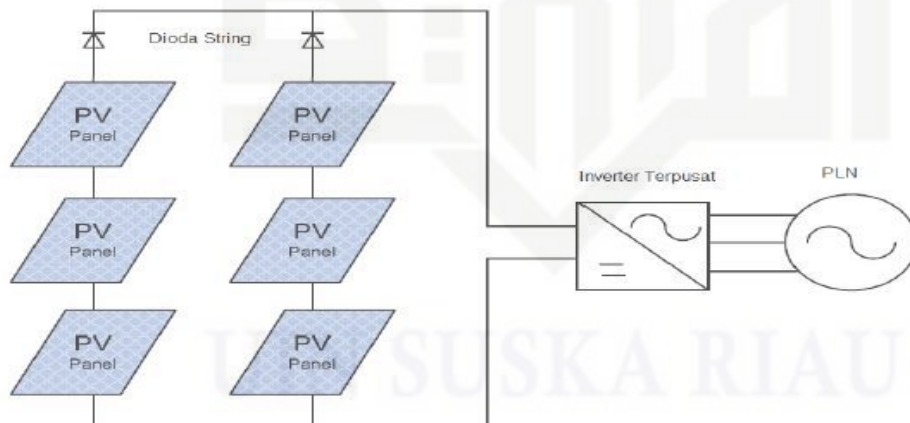 Dioda String
PV
Panel
PV
Panel
Inverter Terpusat
PLN
PV
Panel
PV
Panel
PV
Panel
PV
Panel
UIN SUSKA RIAU